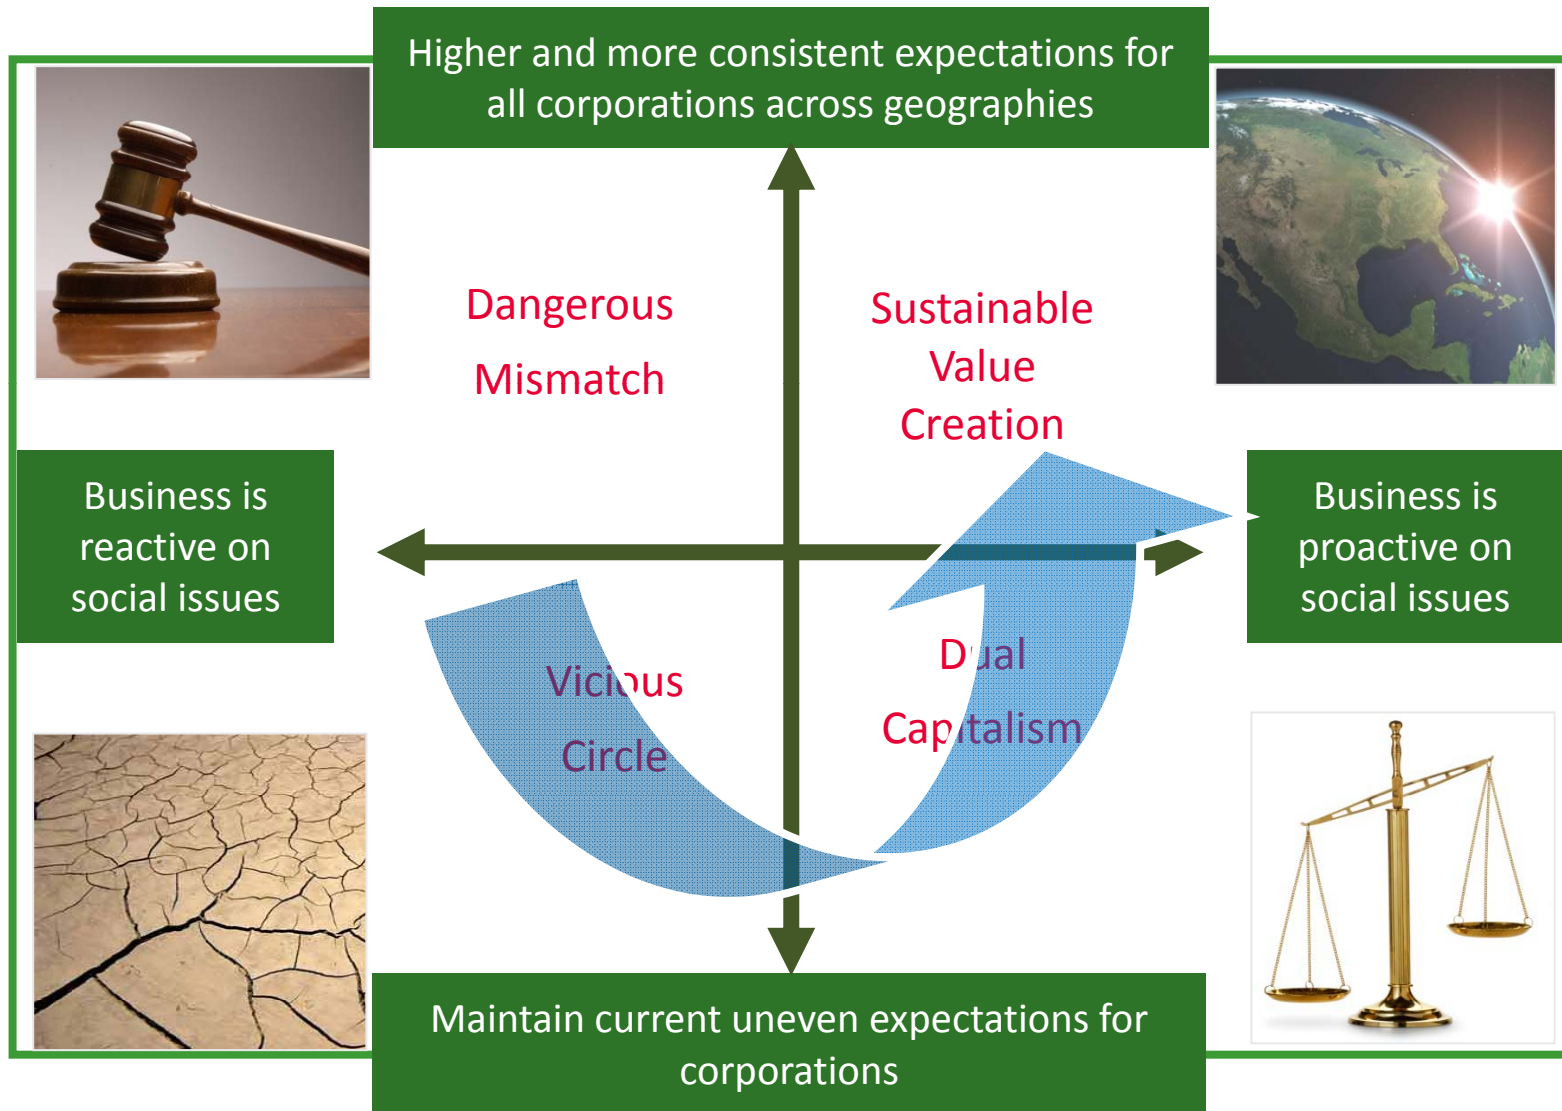 Higher and more consistent expectations for
all corporations across geographies
Dangerous
Mismatch
Sustainable
Value
Creation
Business is
reactive on
social issues
Business is
proactive on
social issues
Vicious
Circle
Dual
Capitalism
Maintain current uneven expectations for
corporations